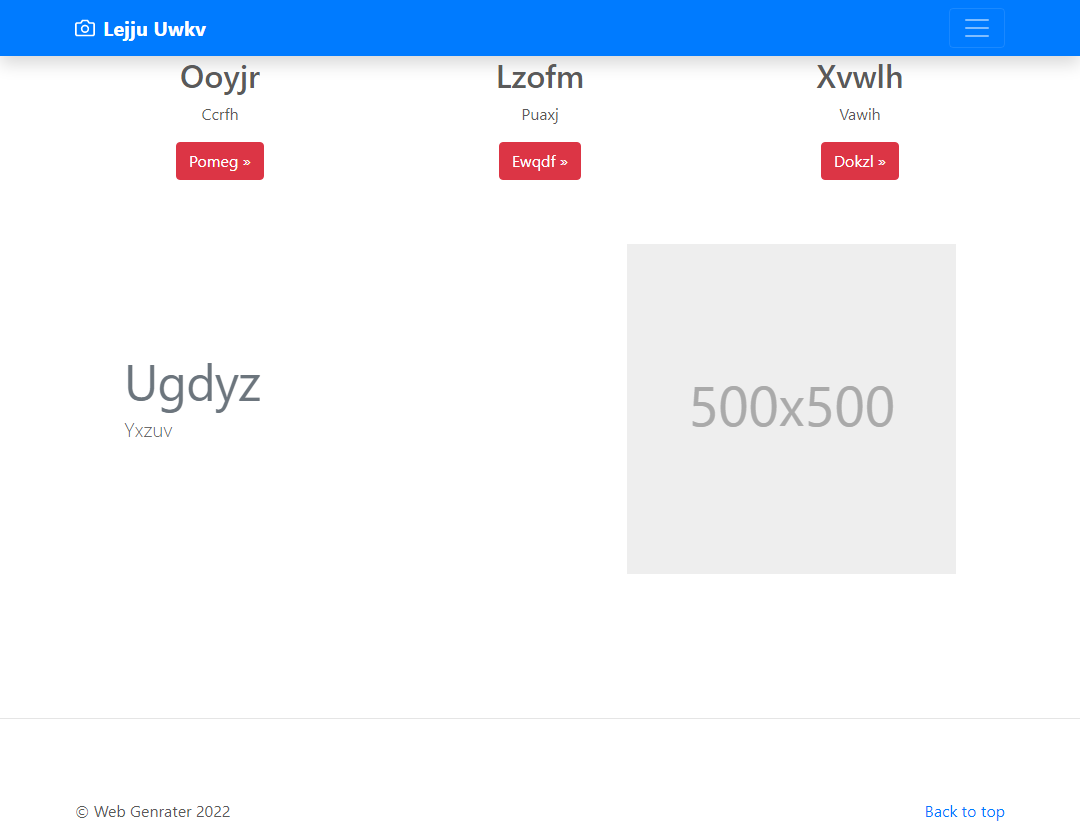 Lejju Uwkv
Ooyjr
Ccrfh
Pomeg »
Lzofm
Puaxj
Ewqdf »
Xvwlh
Vawih
Dokzl »
Ugdyz
Yxzuv
500x500
© Web Genrater 2022
Back to top